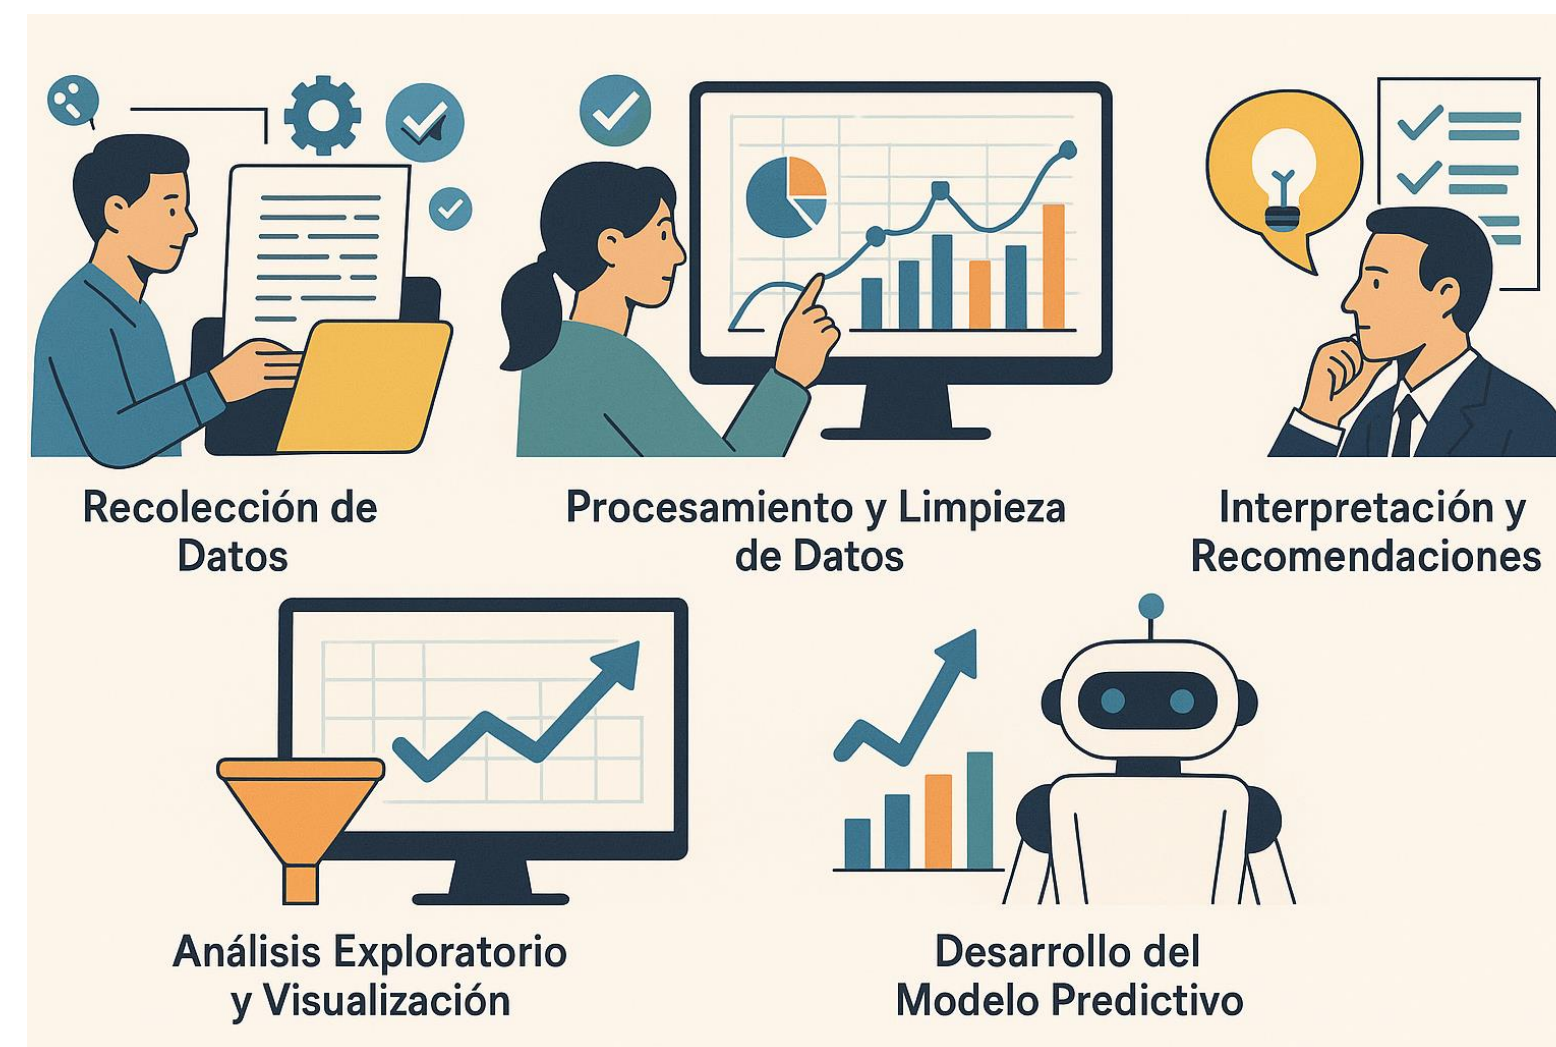 Recolección de
Datos
Procesamiento y Limpieza
de Datos
Interpretación y
Recomendaciones
Análisis Exploratorio
y Visualización
Desarrollo del
Modelo Predictivo